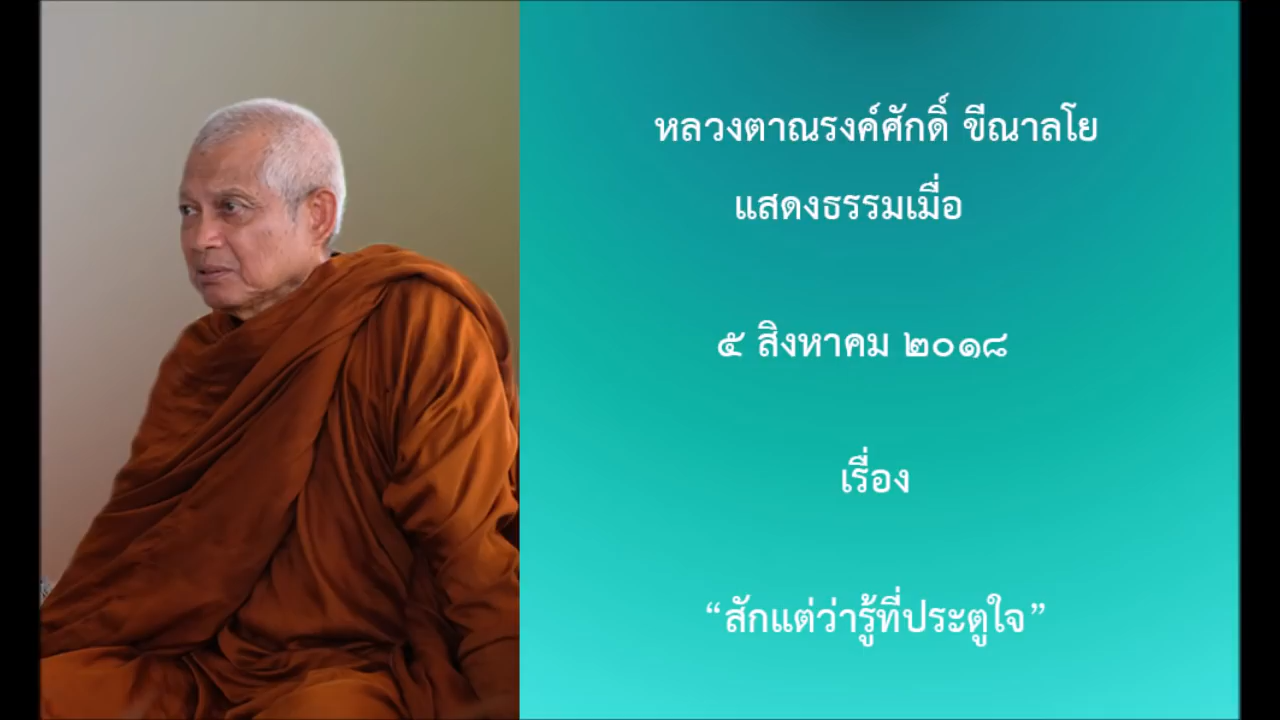 หลวงตาณรงค์ศักดิ์ ขีณาลโย
แสดงธรรมเมื่อ
๕ สิงหาคม ๒๐๑๘
เรื่อง
“สักแต่ว่ารู้ที่ประตูใจ”